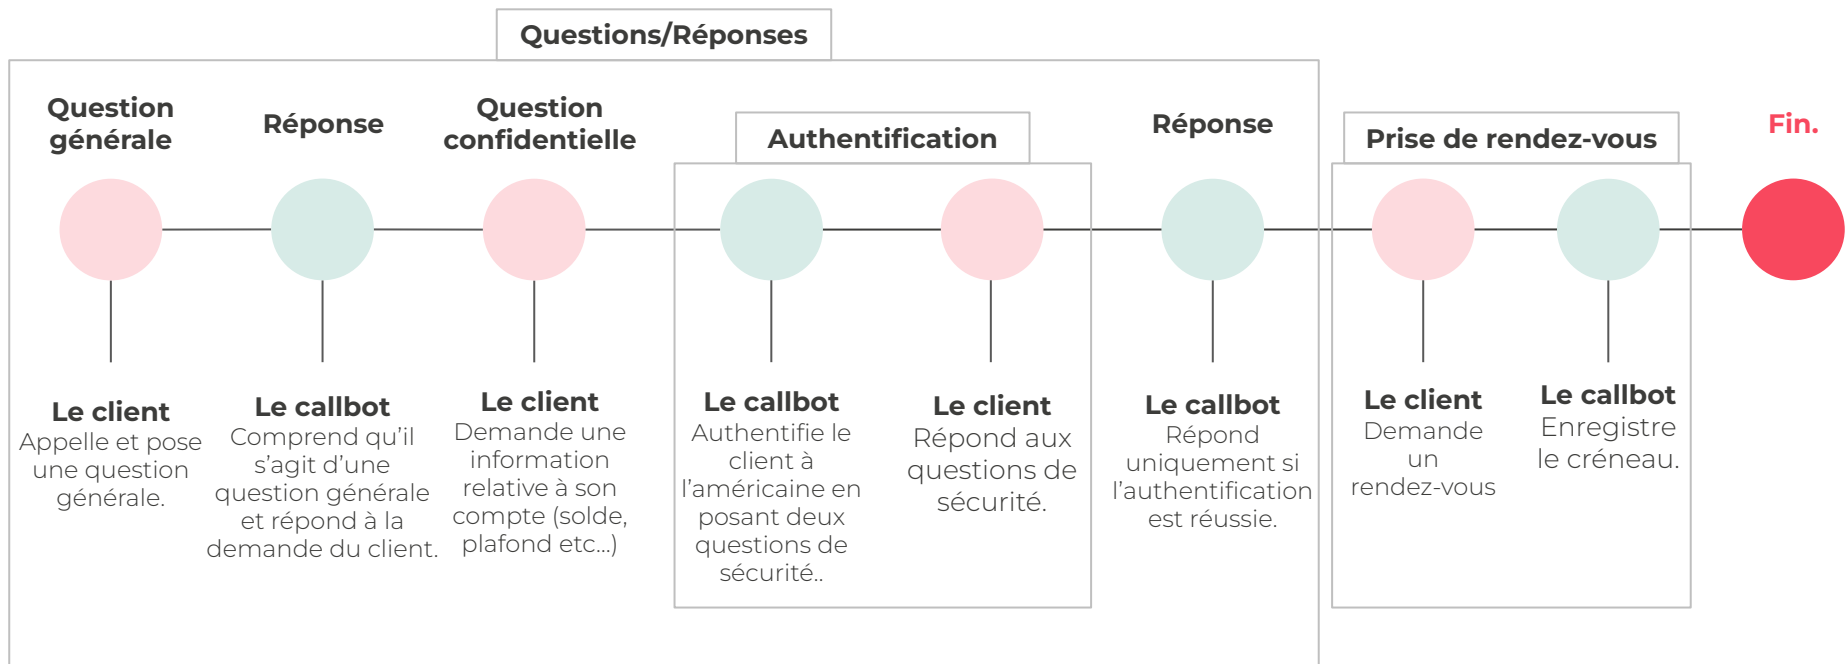 Questions/Réponses
Question
générale
Réponse
Question
confidentielle
Authentification
Réponse
Prise de rendez-vous
Fin.
Le client
Appelle et pose
une question
générale.
Le callbot
Comprend qu’il
s’agit d’une
question générale
et répond à la
demande du client.
Le client
Demande une
information
relative à son
compte (solde,
plafond etc...)
Le callbot
Authentifie le
client à
l’américaine en
posant deux
questions de
sécurité..
Le client
Répond aux
questions de
sécurité.
Le callbot
Répond
uniquement si
l’authentification
est réussie.
Le client
Demande
un
rendez-vous
Le callbot
Enregistre
le créneau.